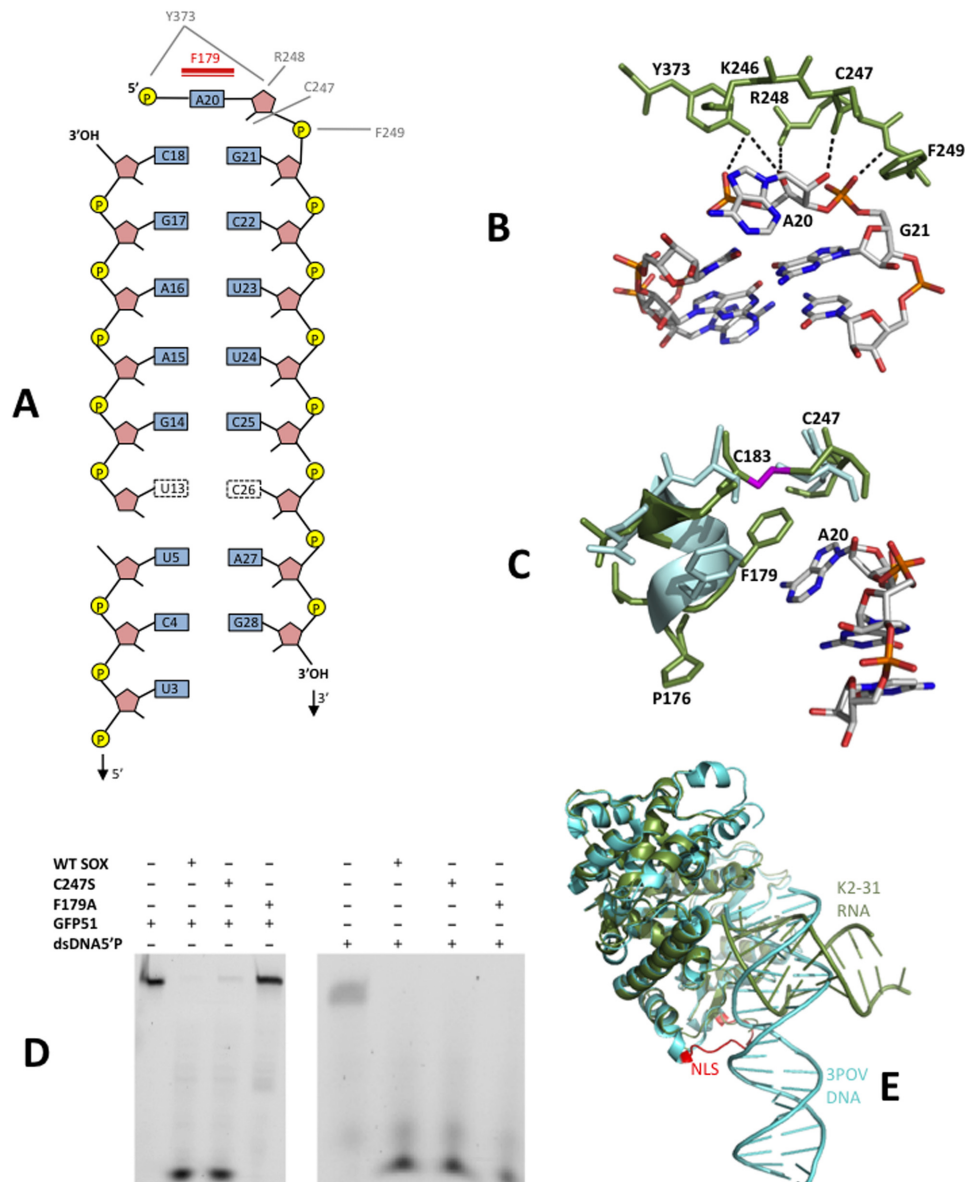 A
Y373
F179
R248
C247
F249
5’
P
A20
3’OH
C18
G21
P
P
G17
C22
P
P
A16
U23
P
P
A15
U24
P
P
G14
C25
P
P
U13
C26
P
U5
A27
P
P
C4
G28
P
3’OH
U3
3’
P
5’
B
Y373
K246
C247
R248
F249
A20
G21
C
C183
C247
A20
F179
P176
D
WT SOX – + – – – + – –
C247S – – + – – – + –
F179A – – – + – – – +
GFP51 + + + + – – – –
dsDNA5’P – – – – + + + +
E
K2-31
RNA
NLS
3POV
DNA